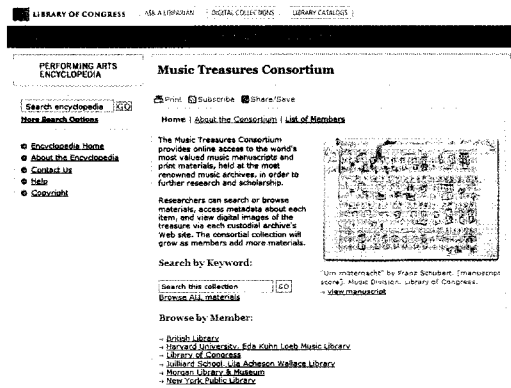 LIBRARY OF CONGRESS
ASK A LIBRARIAN
DIGITAL COLLECTIONS
LIBRARY CATALOGS
PERFORMING ARTS
ENCYCLOPEDIA
Search encyclopedia GO
More Search Options
Encyclopedia Home
About the Encyclopedia
Contact Us
Help
Copyright
Music Treasures Consortium
Print Subscribe Share/Save
Home | About the Consortium | List of Members
The Music Treasures Consortium
provides online access to the world's
most valued music manuscripts and
print materials, held at the most
renowned music archives, in order to
further research and scholarship.
Researchers can search or browse
materials, access metadata about each
item, and view digital images of the
treasure via each custodial archive's
Web site. The consortial collection will
grow as members add more materials.
Search by Keyword:
Search this collection GO
Browse ALL materials
"Um mitternacht" by Franz Schubert. [manuscript
score]. Music Division, Library of Congress.
→ view manuscript
Browse by Member:
→ British Library
→ Harvard University, Eda Kuhn Loeb Music Library
→ Library of Congress
→ Juilliard School, Lila Acheson Wallace Library
→ Morgan Library & Museum
→ New York Public Library